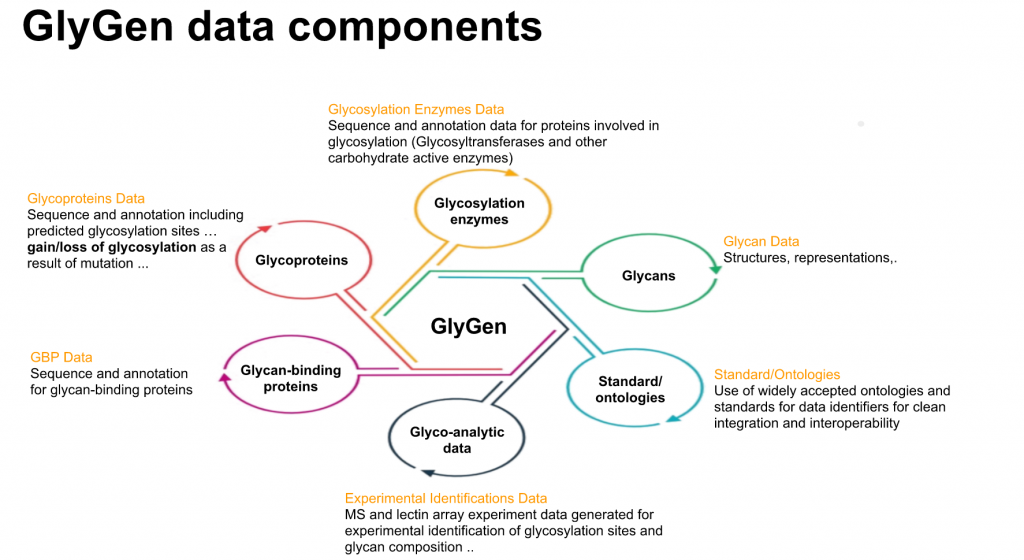 GlyGen data components
Glycosylation Enzymes Data
Sequence and annotation data for proteins involved in
glycosylation (Glycosyltransferases and other
carbohydrate active enzymes)
Glycoproteins Data
Sequence and annotation including
predicted glycosylation sites …
gain/loss of glycosylation as a
result of mutation ...
Glycosylation
enzymes
Glycoproteins
Glycans
Glycan Data
Structures, representations,.
GlyGen
GBP Data
Sequence and annotation
for glycan-binding proteins
Glycan-binding
proteins
Standard/
ontologies
Standard/Ontologies
Use of widely accepted ontologies and
standards for data identifiers for clean
integration and interoperability
Glyco-analytic
data
Experimental Identifications Data
MS and lectin array experiment data generated for
experimental identification of glycosylation sites and
glycan composition ..